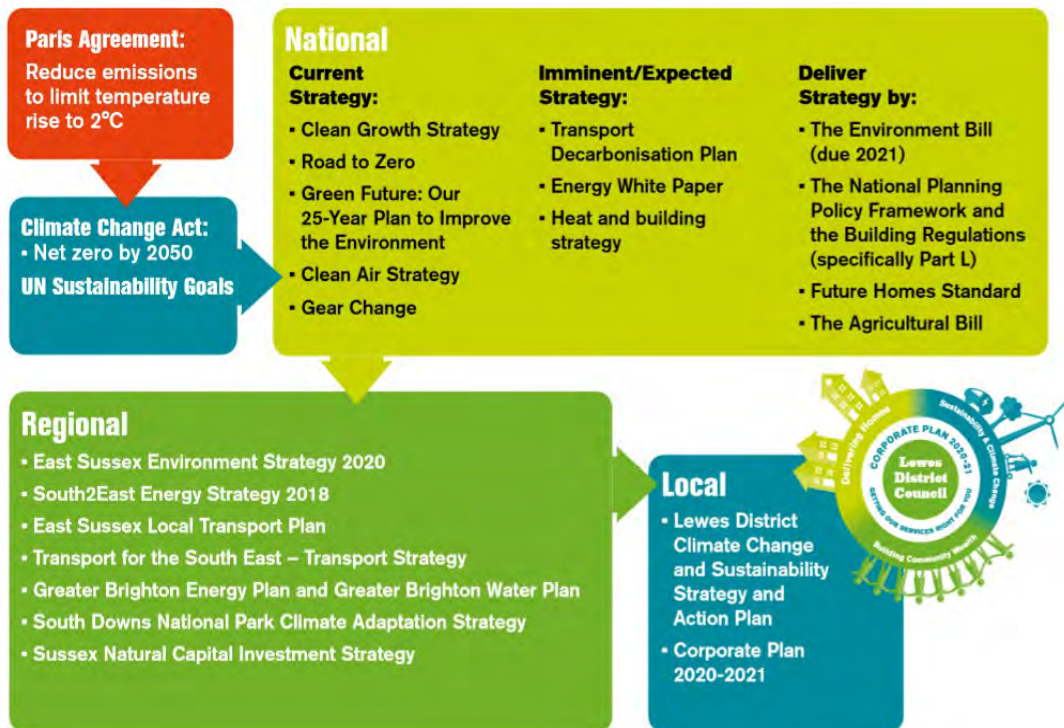 Paris Agreement:
Reduce emissions
to limit temperature
rise to 2°C
Climate Change Act:
▪ Net zero by 2050
UN Sustainability Goals
National
Current
Strategy:
▪ Clean Growth Strategy
▪ Road to Zero
▪ Green Future: Our
25-Year Plan to Improve
the Environment
▪ Clean Air Strategy
▪ Gear Change
Imminent/Expected
Strategy:
▪ Transport
Decarbonisation Plan
▪ Energy White Paper
▪ Heat and building
strategy
Deliver
Strategy by:
▪ The Environment Bill
(due 2021)
▪ The National Planning
Policy Framework and
the Building Regulations
(specifically Part L)
▪ Future Homes Standard
▪ The Agricultural Bill
Regional
▪ East Sussex Environment Strategy 2020
▪ South2East Energy Strategy 2018
▪ East Sussex Local Transport Plan
▪ Transport for the South East – Transport Strategy
▪ Greater Brighton Energy Plan and Greater Brighton Water Plan
▪ South Downs National Park Climate Adaptation Strategy
▪ Sussex Natural Capital Investment Strategy
Local
▪ Lewes District
Climate Change
and Sustainability
Strategy and
Action Plan
▪ Corporate Plan
2020-2021
Delivering Homes
Sustainability & Climate Change
Building Community Wealth
CORPORATE PLAN 2020-21
GETTING OUR SERVICES RIGHT FOR YOU
Lewes
District
Council